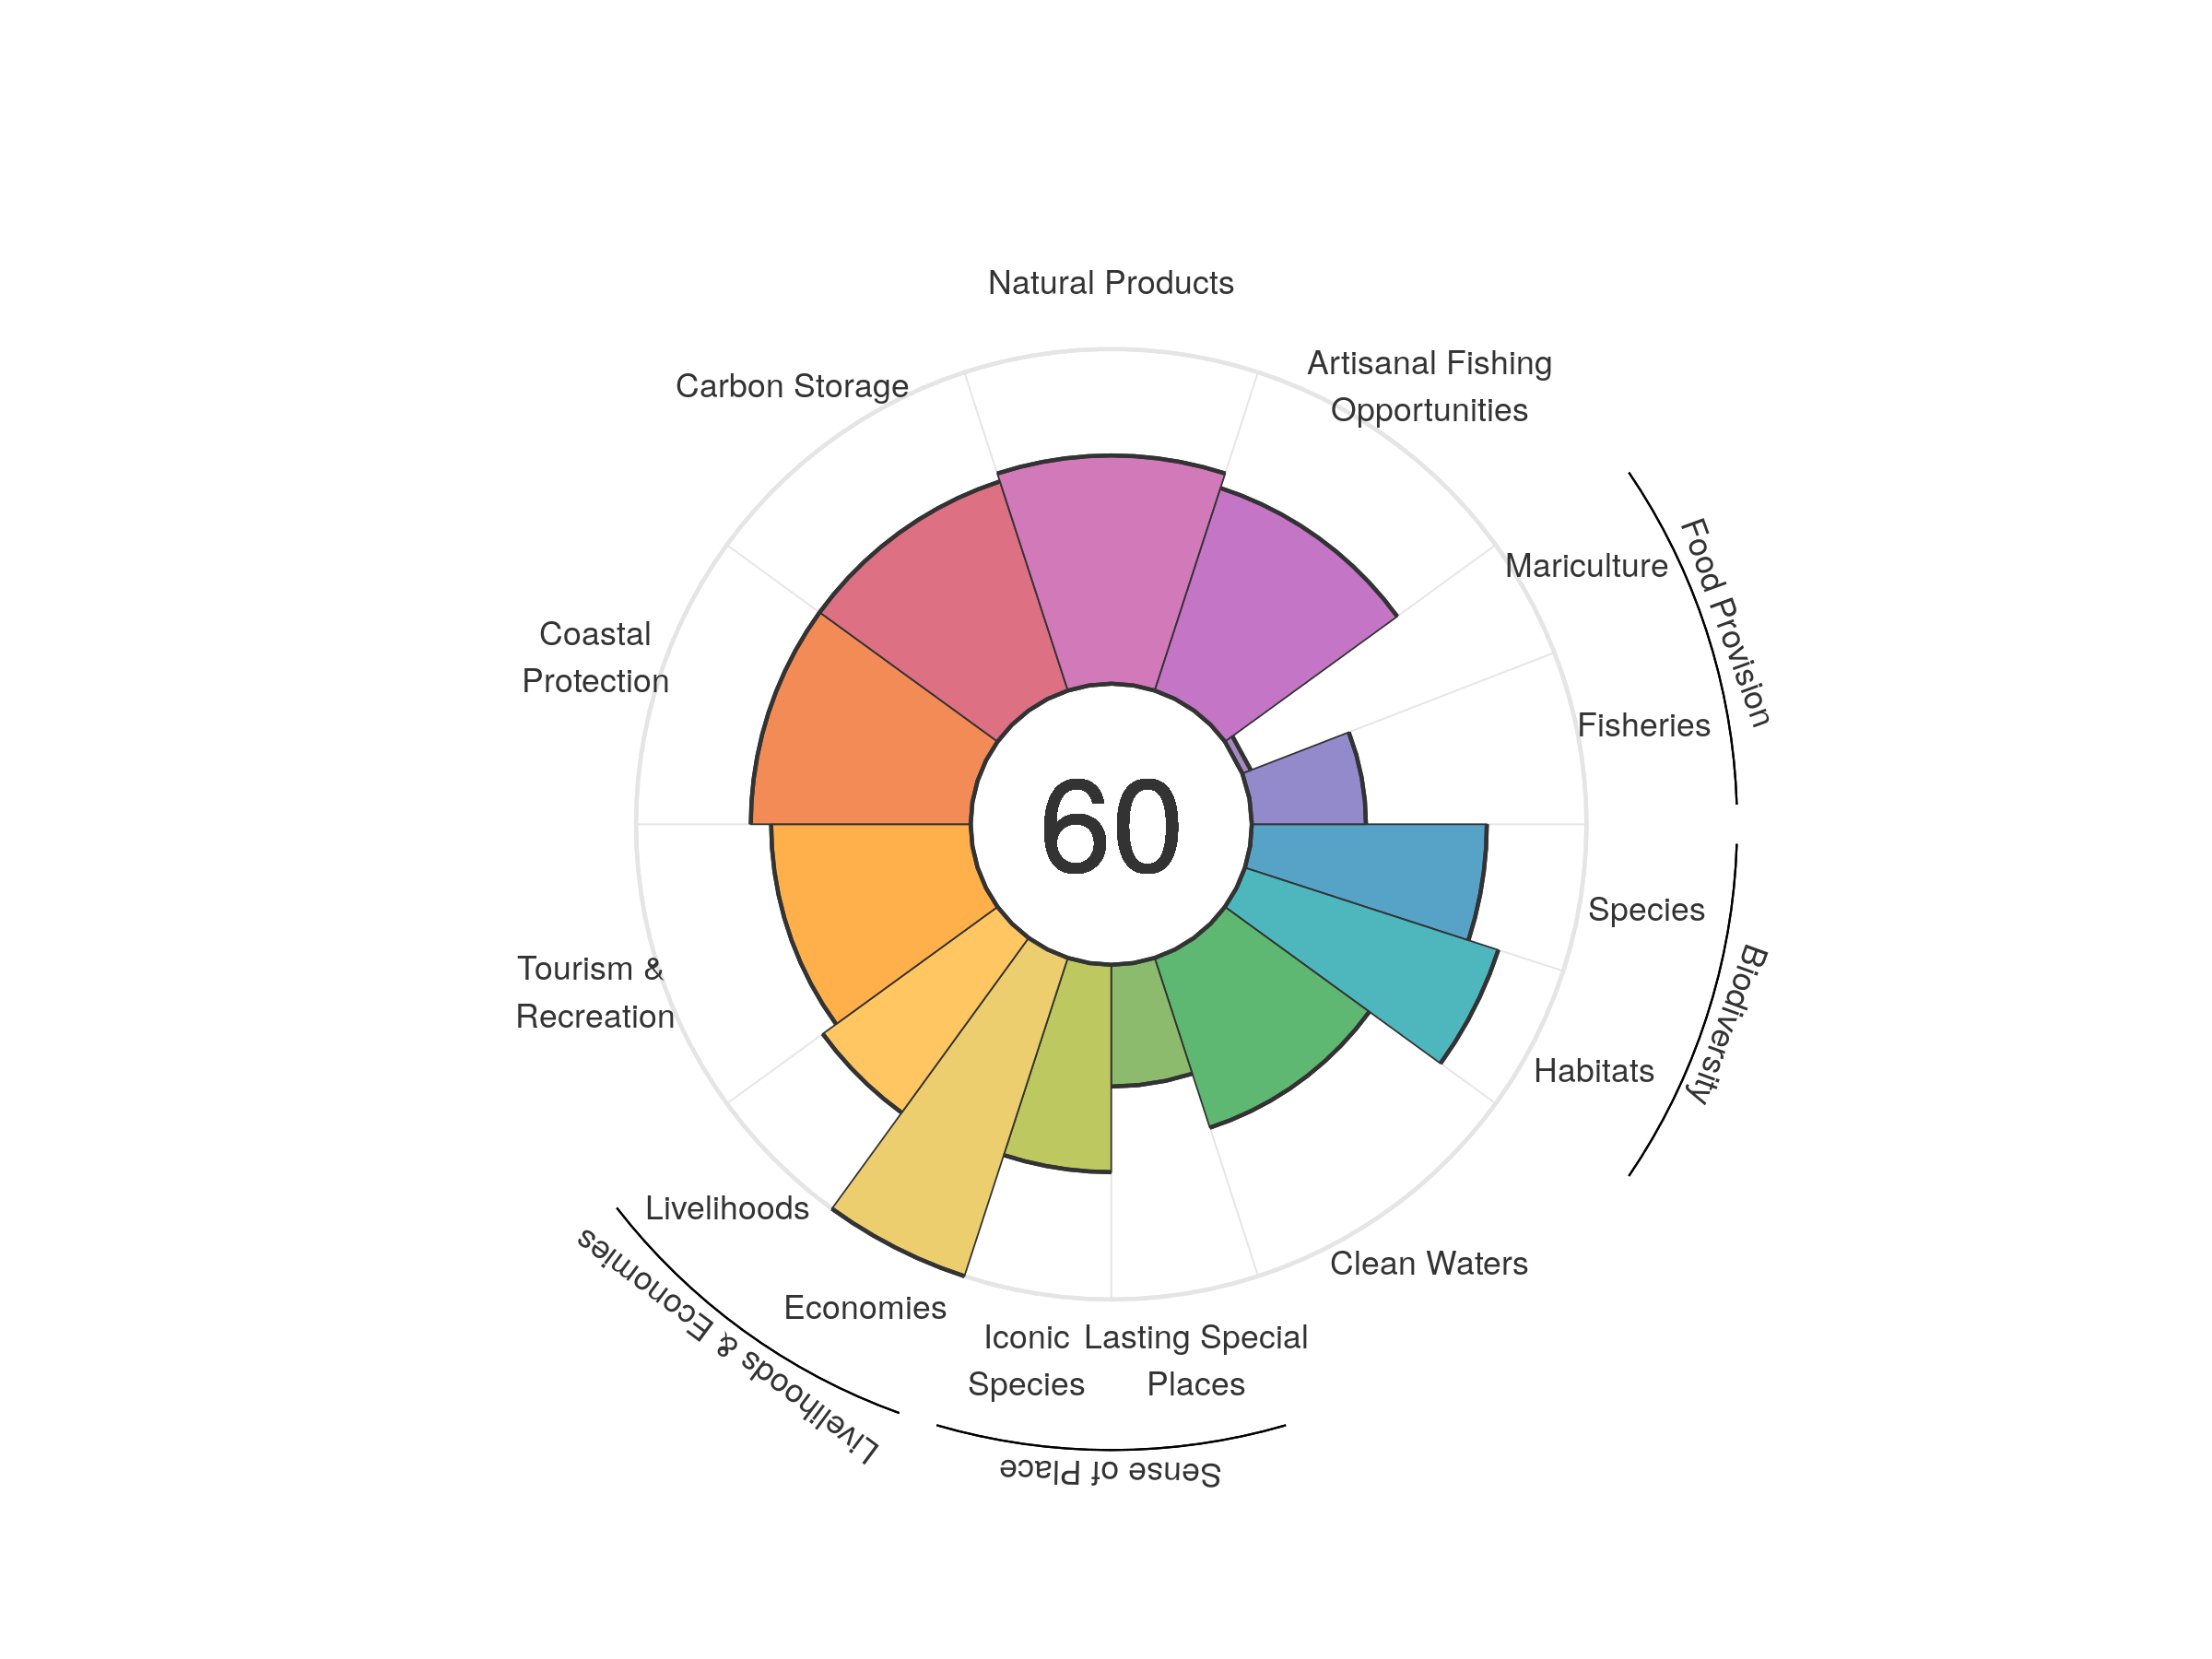 Natural Products
Artisanal Fishing
Opportunities
Carbon Storage
Mariculture
Food Provision
Coastal
Protection
Fisheries
60
Species
Biodiversity
Tourism &
Recreation
Habitats
Livelihoods
Clean Waters
Economies
Livelihoods & Economies
Iconic
Species
Lasting Special
Places
Sense of Place